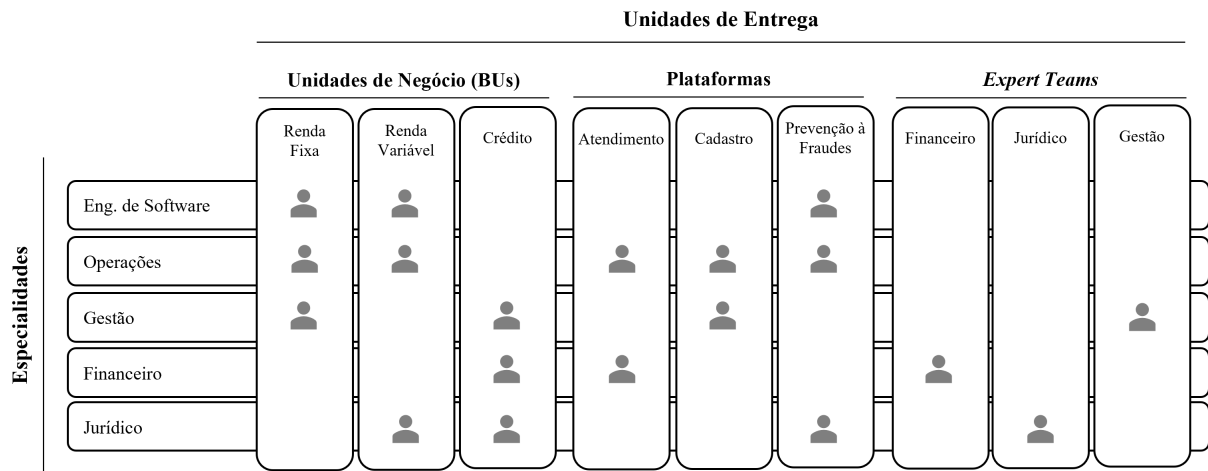 Unidades de Entrega
Unidades de Negócio (BUs)
Plataformas
Expert Teams
Renda
Fixa
Renda
Variável
Crédito
Atendimento
Cadastro
Prevenção à
Fraudes
Financeiro
Jurídico
Gestão
Especialidades
Eng. de Software
Operações
Gestão
Financeiro
Jurídico